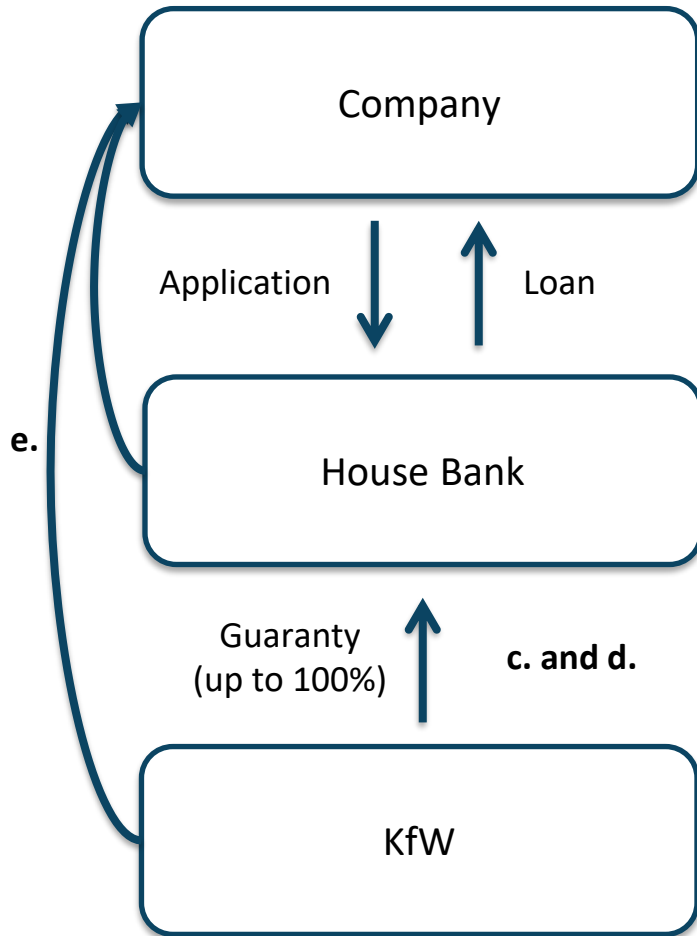 Company
Application
Loan
e.
House Bank
Guaranty
(up to 100%)
c. and d.
KfW